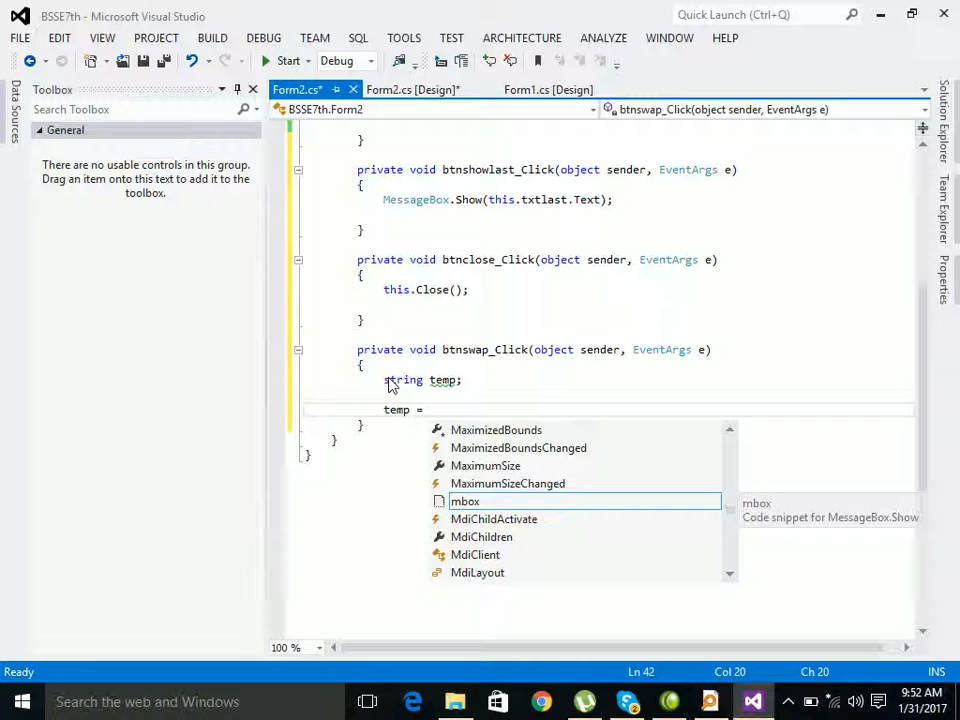 BSSE7th - Microsoft Visual Studio
Quick Launch (Ctrl+Q)
FILE EDIT VIEW PROJECT BUILD DEBUG TEAM SQL TOOLS TEST ARCHITECTURE ANALYZE WINDOW HELP
Start Debug
Data Sources
Toolbox
Search Toolbox
General
There are no usable controls in this group.
Drag an item onto this text to add it to the
toolbox.
Form2.cs* Form2.cs [Design]* Form1.cs [Design]
BSSE7th.Form2 btnswap_Click(object sender, EventArgs e)
}
private void btnshowlast_Click(object sender, EventArgs e)
{
MessageBox.Show(this.txtlast.Text);
}
private void btnclose_Click(object sender, EventArgs e)
{
this.Close();
}
private void btnswap_Click(object sender, EventArgs e)
{
string temp;
temp =
}
}
}
MaximizedBounds
MaximizedBoundsChanged
MaximumSize
MaximumSizeChanged
mbox
MdiChildActivate
MdiChildren
MdiClient
MdiLayout
mbox
Code snippet for MessageBox.Show
Solution Explorer
Team Explorer
Properties
100 %
Ready Ln 42 Col 20 Ch 20 INS
Search the web and Windows
9:52 AM
1/31/2017